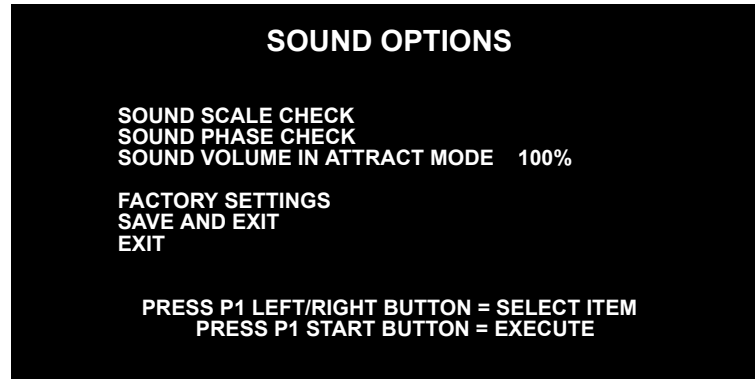 SOUND OPTIONS
SOUND SCALE CHECK
SOUND PHASE CHECK
SOUND VOLUME IN ATTRACT MODE 100%
FACTORY SETTINGS
SAVE AND EXIT
EXIT
PRESS P1 LEFT/RIGHT BUTTON = SELECT ITEM
PRESS P1 START BUTTON = EXECUTE